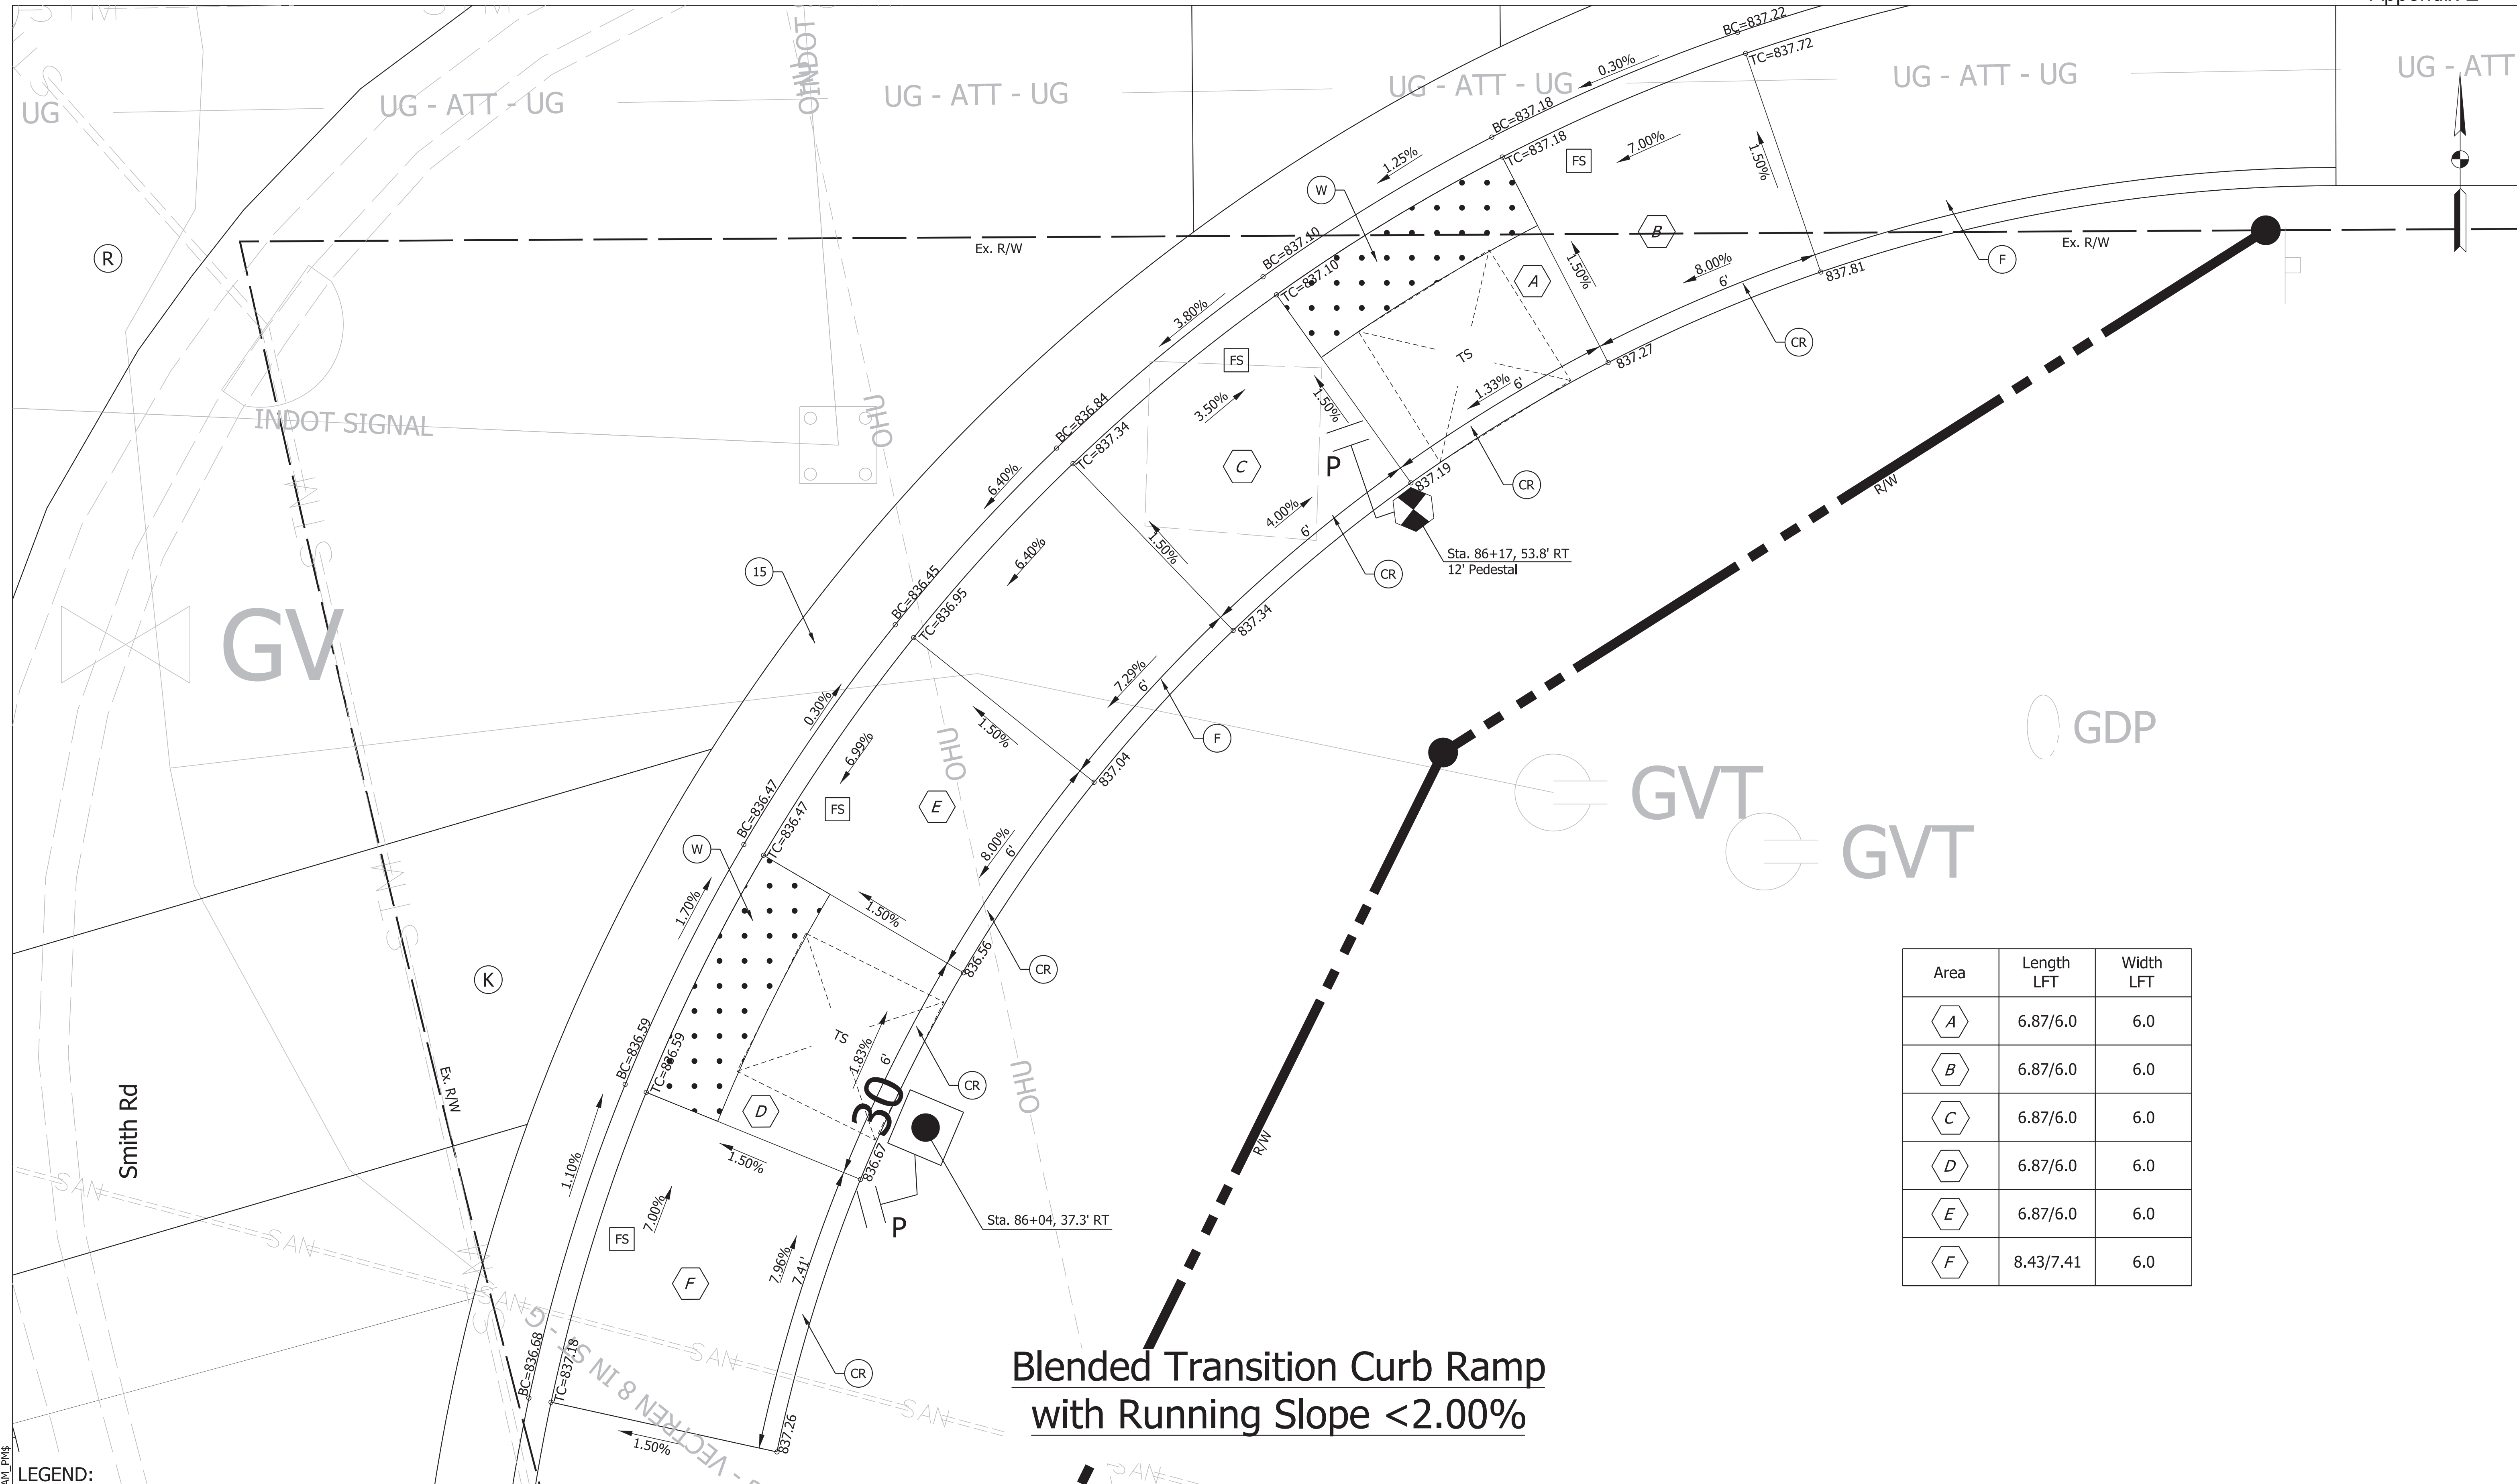 BC=837.22
TC=837.72
0.30%
INDOT
UG
UG - ATT - UG
UG - ATT - UG
UG - ATT - UG
UG - ATT - UG
UG - ATT
BC=837.18
TC=837.18
7.00%
FS
1.50%
1.25%
W
R
B
BC=837.10
TC=837.10
Ex. R/W
Ex. R/W
1.50%
A
8.00%
6'
F
837.81
CR
3.80%
FS
TS
837.27
3.50%
1.50%
1.33%
6'
CR
BC=836.84
TC=837.34
OHU
INDOT SIGNAL
C
P
837.19
R/W
6.40%
4.00%
6'
CR
Sta. 86+17, 53.8' RT
12' Pedestal
6.40%
1.50%
15
BC=836.45
TC=836.95
837.34
GV
7.29%
6'
F
0.30%
1.50%
OHU
6.99%
837.04
GDP
GVT
GVT
BC=836.47
TC=836.47
FS
E
W
8.00%
6'
1.70%
1.50%
836.56
CR
K
BC=836.59
TC=836.59
TS
1.83%
6'
CR
OHU
D
30
Ex. R/W
Smith Rd
1.10%
1.50%
836.67
R/W
7.00%
FS
P
Sta. 86+04, 37.3' RT
SAN
SAN
SAN
SAN
SAN
SAN
F
7.96%
7.41'
CR
BC=836.68
TC=837.18
VECTREN 8 IN ST - G
1.50%
837.26
Area Length LFT Width LFT
A 6.87/6.0 6.0
B 6.87/6.0 6.0
C 6.87/6.0 6.0
D 6.87/6.0 6.0
E 6.87/6.0 6.0
F 8.43/7.41 6.0
Blended Transition Curb Ramp
with Running Slope <2.00%
LEGEND: